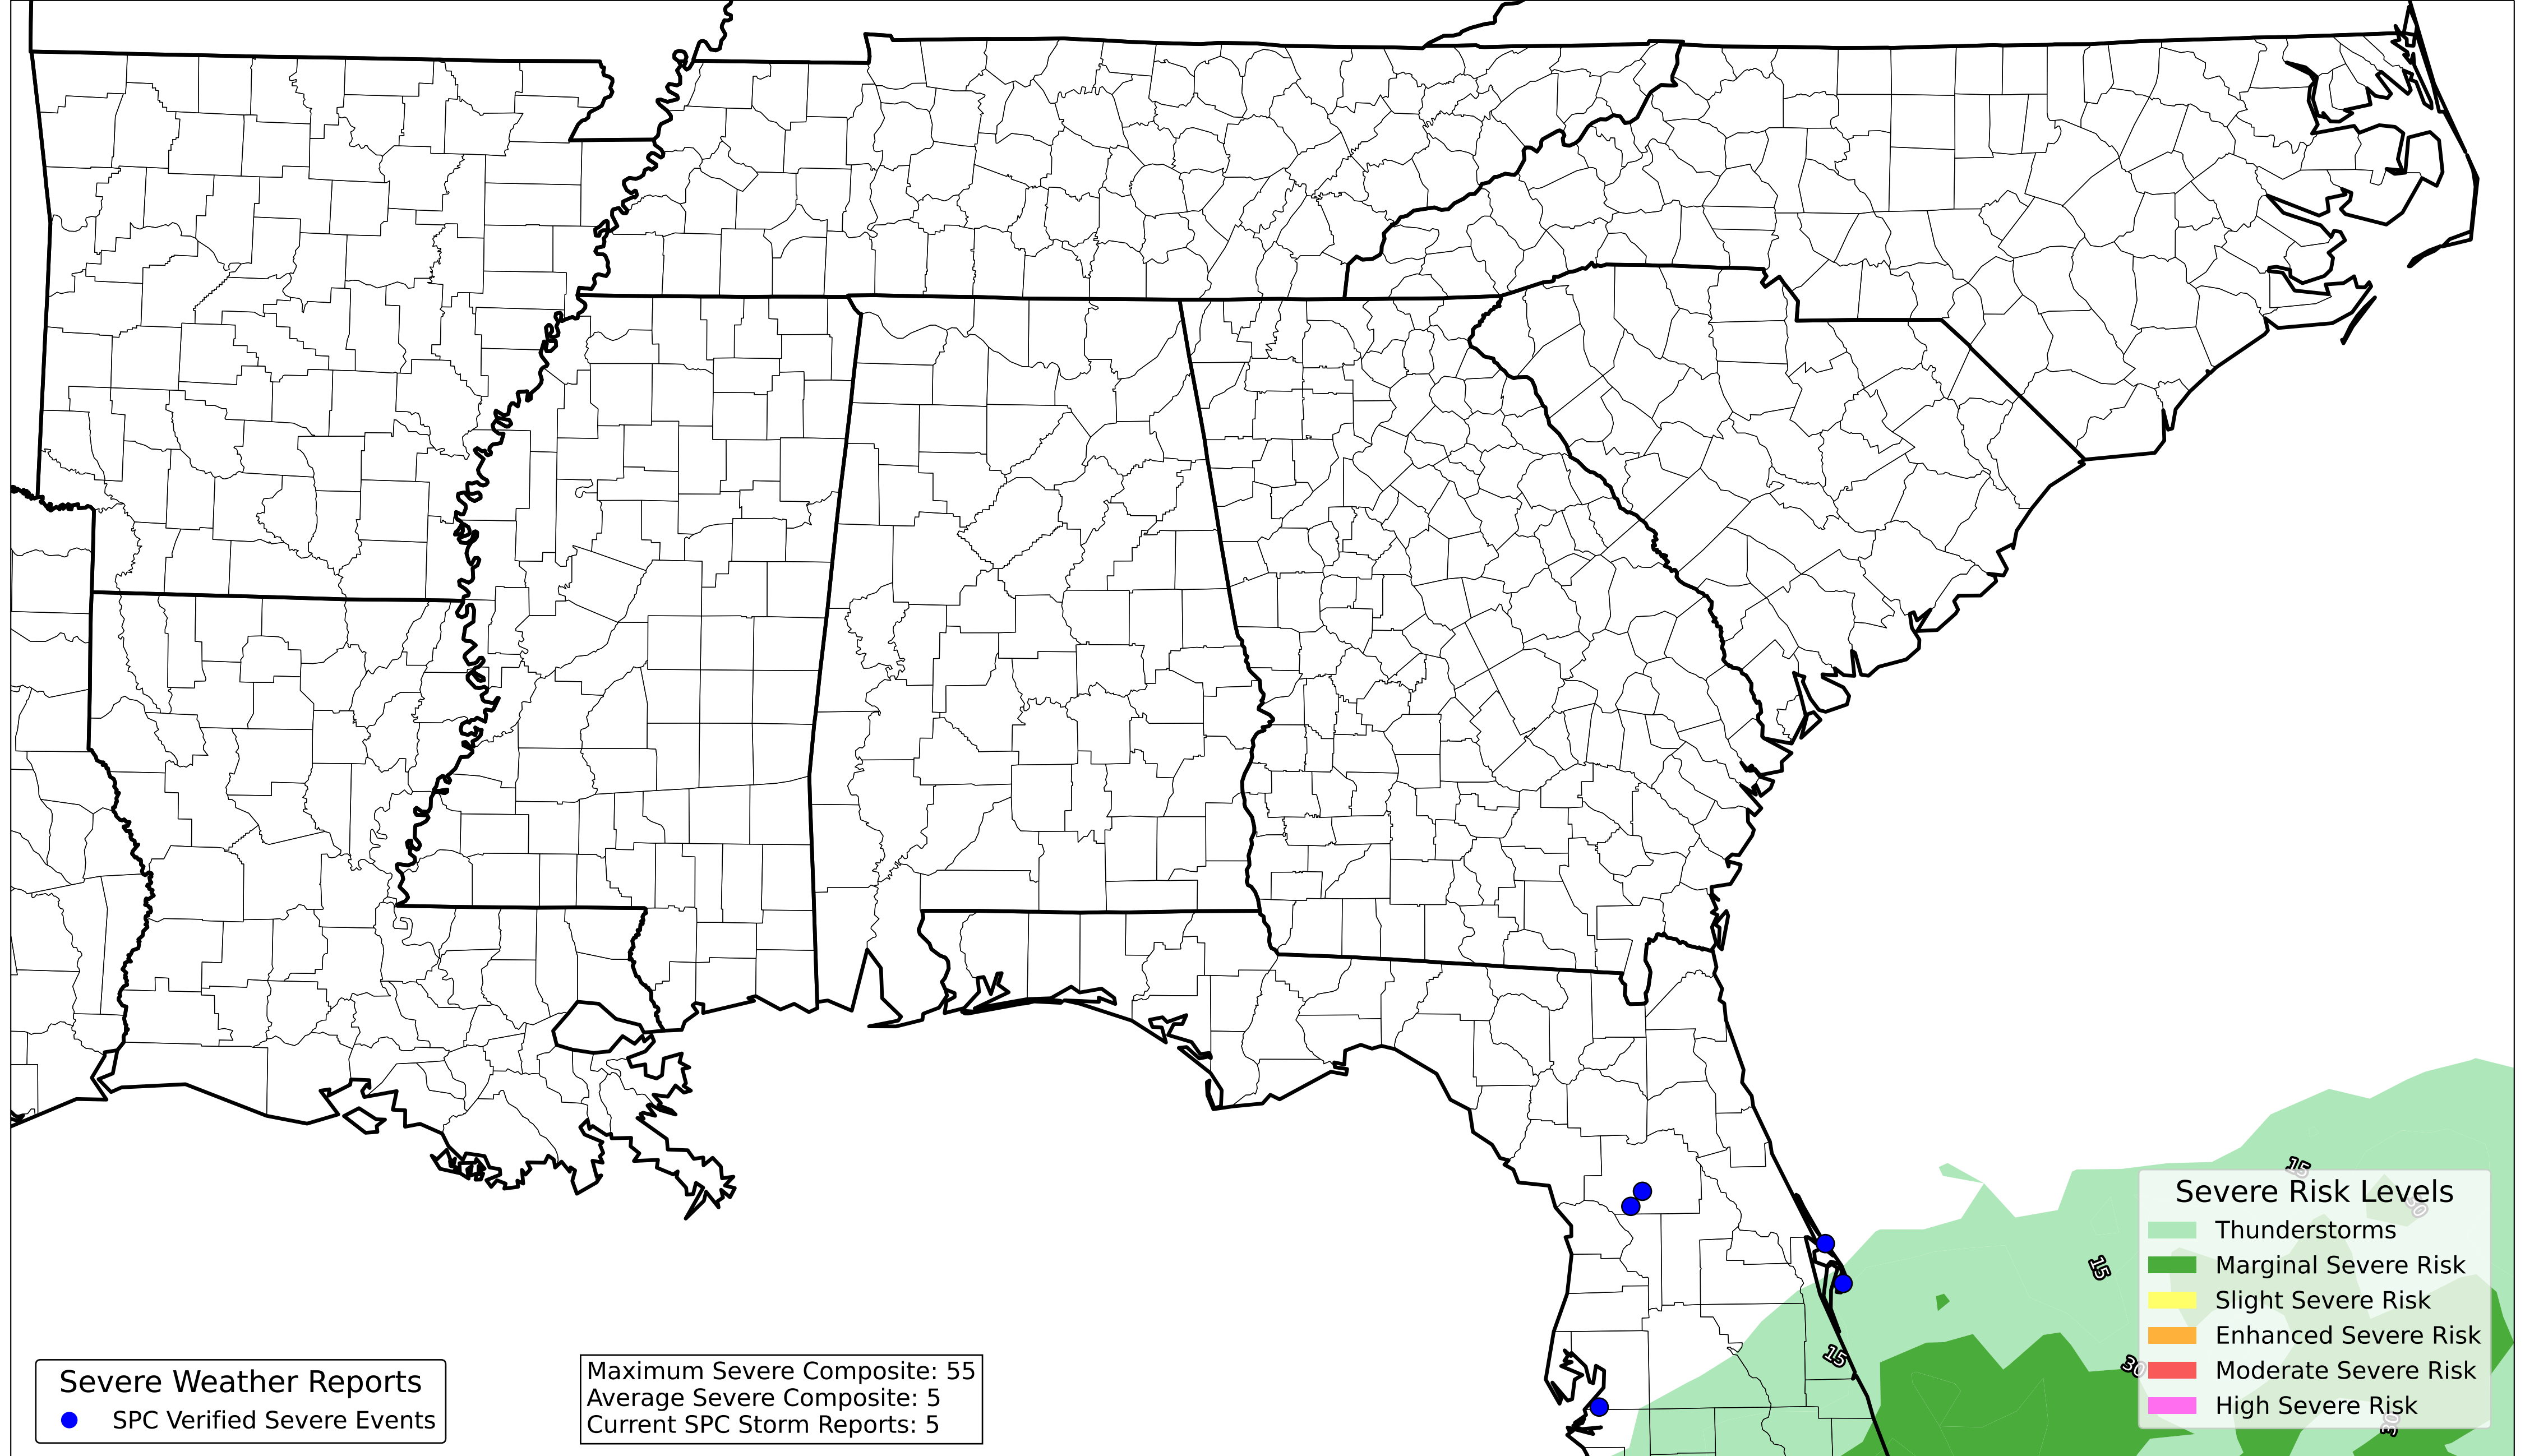 15
30
15
Severe Risk Levels
Thunderstorms
Marginal Severe Risk
Slight Severe Risk
Enhanced Severe Risk
Moderate Severe Risk
High Severe Risk
15
30
30
Severe Weather Reports
SPC Verified Severe Events
Maximum Severe Composite: 55
Average Severe Composite: 5
Current SPC Storm Reports: 5